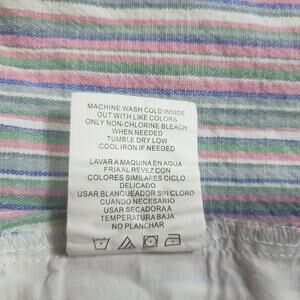 MACHINE WASH COLD INSIDE
OUT WITH LIKE COLORS
ONLY NON-CHLORINE BLEACH
WHEN NEEDED
TUMBLE DRY LOW
COOL IRON IF NEEDED
LAVAR A MAQUINA EN AGUA
FRIA AL REVEZ CON
COLORES SIMILARES CICLO
DELICADO
USAR BLANQUEADOR SIN CLORO
CUANDO NECESARIO
USAR SECADORA A
TEMPERATURA BAJA
NO PLANCHAR